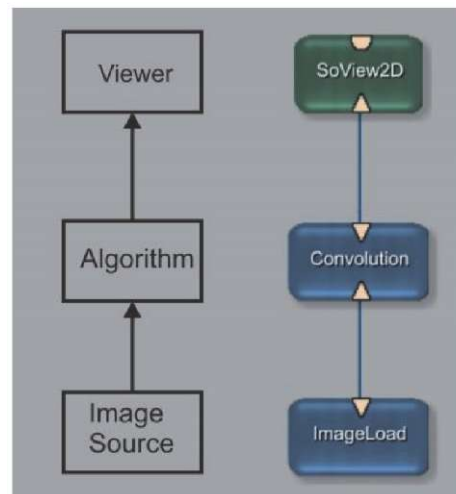 Viewer
Algorithm
Image
Source
SoView2D
Convolution
ImageLoad